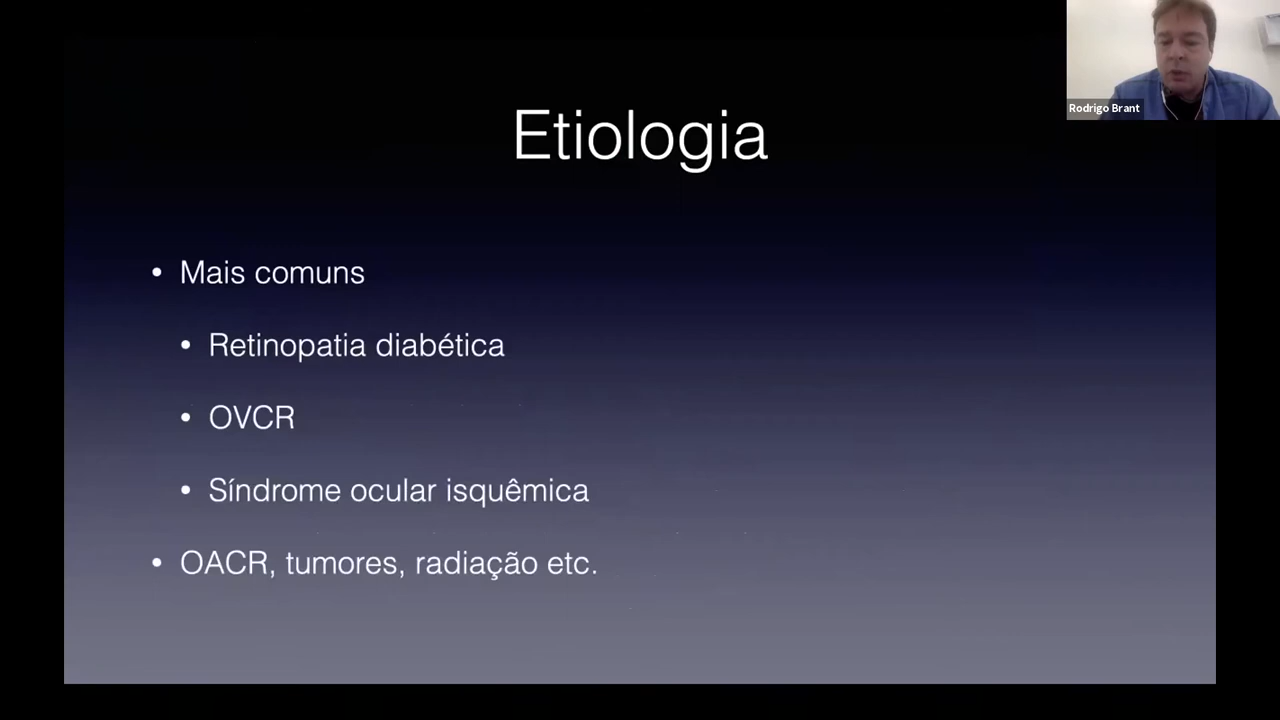 Rodrigo Brant
Etiologia
• Mais comuns
• Retinopatia diabética
• OVCR
• Síndrome ocular isquêmica
• OACR, tumores, radiação etc.